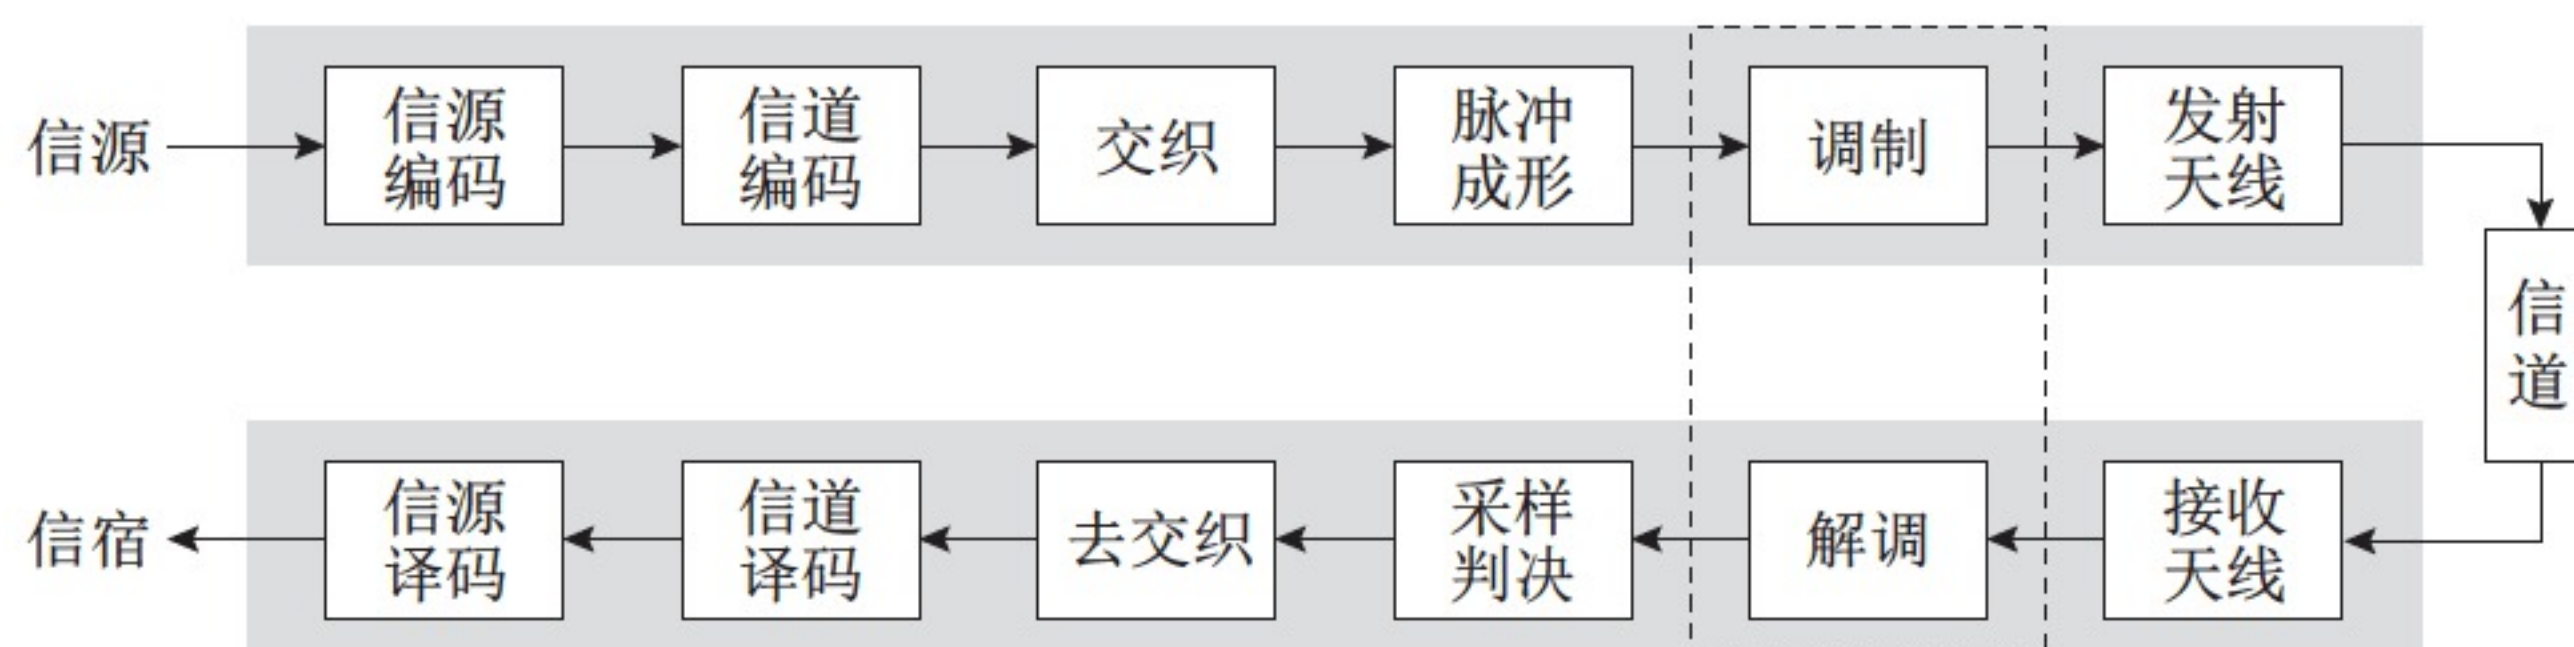 信源
信源
编码
信道
编码
交织
脉冲
成形
调制
发射
天线
信
道
信宿
信源
译码
信道
译码
去交织
采样
判决
解调
接收
天线